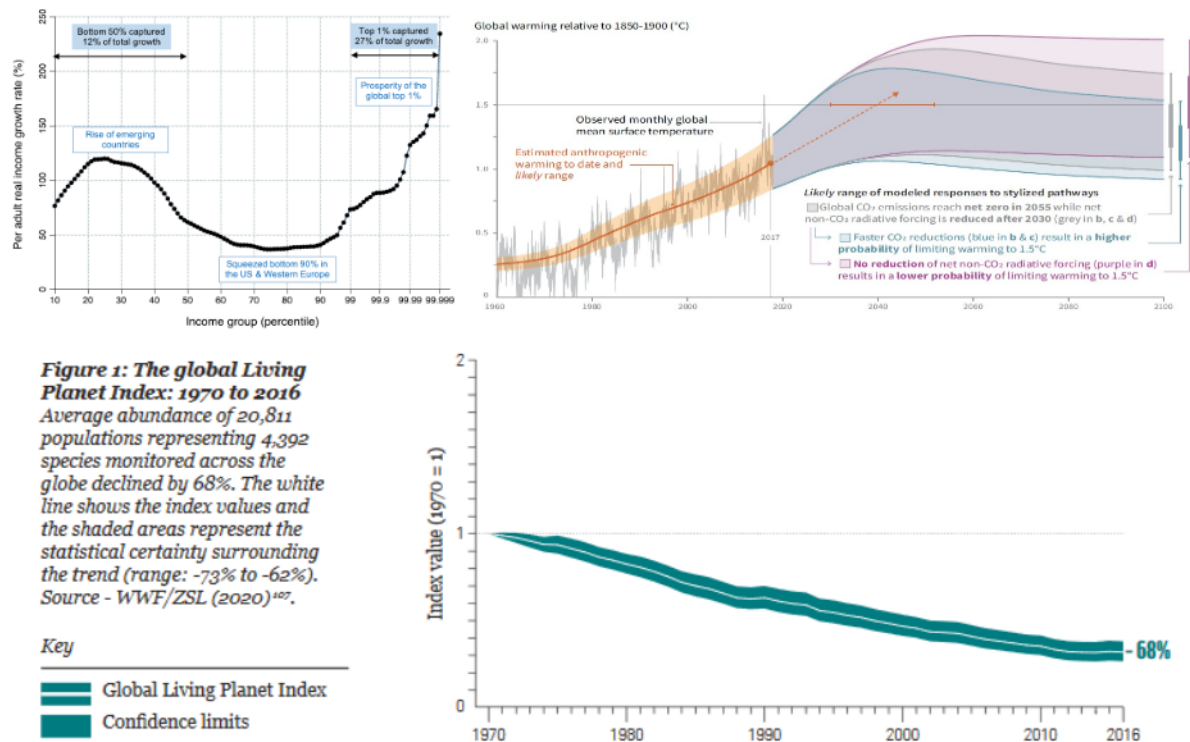 Per adult real income growth rate (%)
250
200
150
100
50
0
Bottom 50% captured
12% of total growth
Top 1% captured
27% of total growth
Prosperity of the
global top 1%
Rise of emerging
countries
Squeezed bottom 90% in
the US & Western Europe
10 20 30 40 50 60 70 80 90 99 99.9 99.99 99.999
Income group (percentile)
Global warming relative to 1850-1900 (°C)
2.0
1.5
1.0
0.5
0
Observed monthly global
mean surface temperature
Estimated anthropogenic
warming to date and
likely range
2017
Likely range of modeled responses to stylized pathways
Global CO₂ emissions reach net zero in 2055 while net
non-CO₂ radiative forcing is reduced after 2030 (grey in b, c & d)
Faster CO₂ reductions (blue in b & c) result in a higher
probability of limiting warming to 1.5°C
No reduction of net non-CO₂ radiative forcing (purple in d)
results in a lower probability of limiting warming to 1.5°C
1960 1980 2000 2020 2040 2060 2080 2100
Figure 1: The global Living
Planet Index: 1970 to 2016
Average abundance of 20,811
populations representing 4,392
species monitored across the
globe declined by 68%. The white
line shows the index values and
the shaded areas represent the
statistical certainty surrounding
the trend (range: -73% to -62%).
Source - WWF/ZSL (2020)¹⁰⁷.
Key
Global Living Planet Index
Confidence limits
Index value (1970 = 1)
2
1
0
- 68%
1970 1980 1990 2000 2010 2016